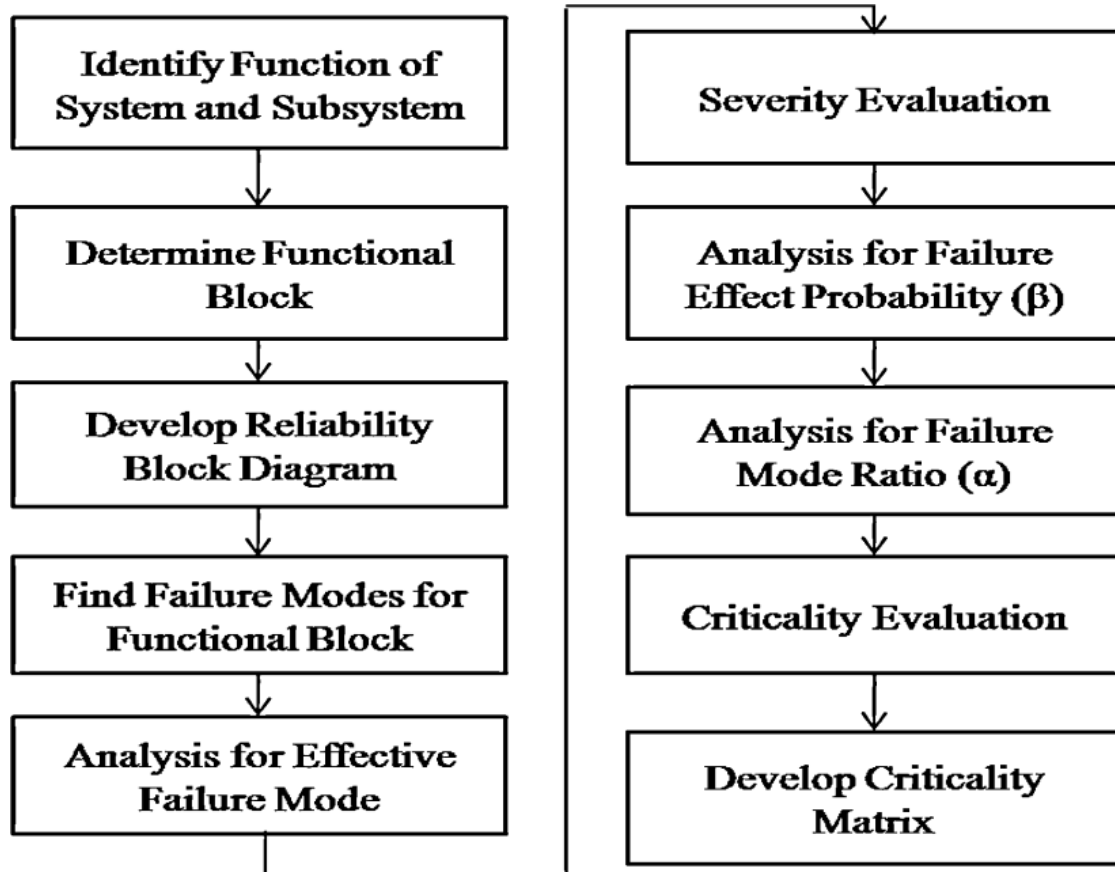 Identify Function of
System and Subsystem
Determine Functional
Block
Develop Reliability
Block Diagram
Find Failure Modes for
Functional Block
Analysis for Effective
Failure Mode
Severity Evaluation
Analysis for Failure
Effect Probability (β)
Analysis for Failure
Mode Ratio (α)
Criticality Evaluation
Develop Criticality
Matrix